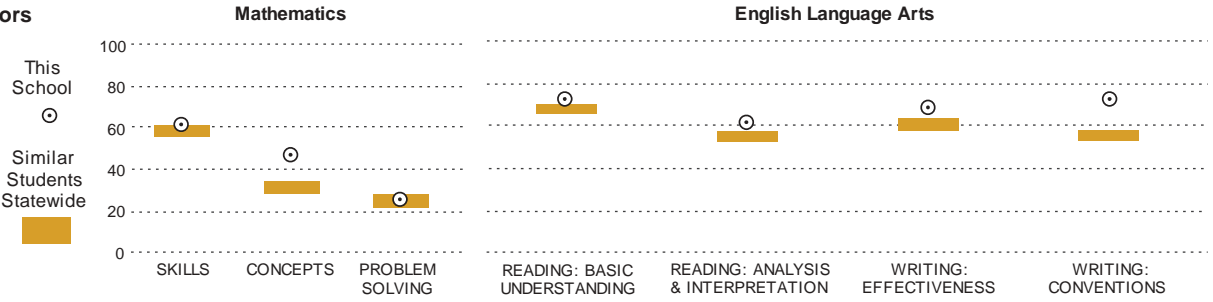 ors
Mathematics
English Language Arts
This
School
Similar
Students
Statewide
100
80
60
40
20
0
SKILLS
CONCEPTS
PROBLEM
SOLVING
READING: BASIC
UNDERSTANDING
READING: ANALYSIS
& INTERPRETATION
WRITING:
EFFECTIVENESS
WRITING:
CONVENTIONS